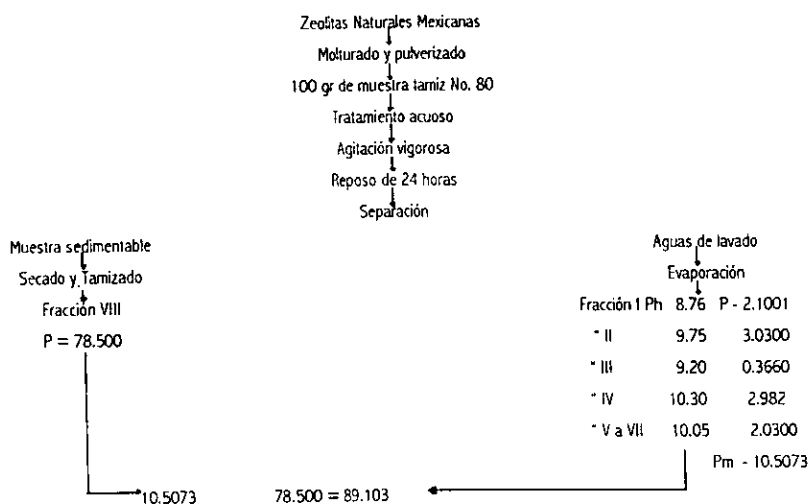 Zeolitas Naturales Mexicanas
Molturado y pulverizado
100 gr de muestra tamiz No. 80
Tratamiento acuoso
Agitación vigorosa
Reposo de 24 horas
Separación
Muestra sedimentable
Secado y Tamizado
Fracción VIII
P = 78.500
Aguas de lavado
Evaporación
Fracción 1 Ph 8.76 P - 2.1001
" II 9.75 3.0300
" III 9.20 0.3660
" IV 10.30 2.982
" V a VII 10.05 2.0300
Pm - 10.5073
10.5073 78.500 = 89.103